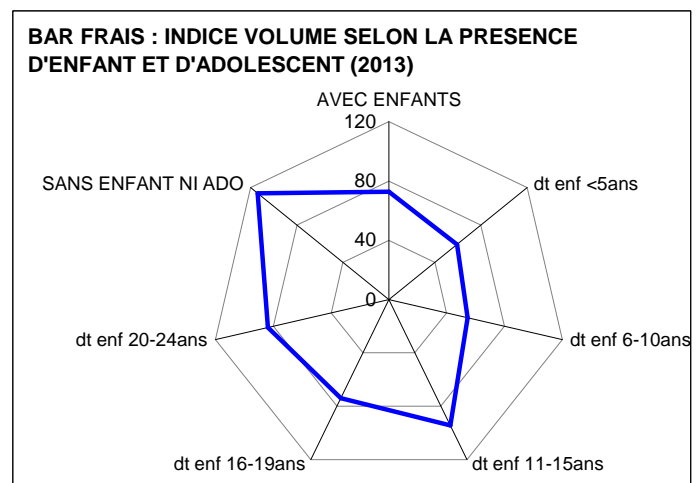 BAR FRAIS : INDICE VOLUME SELON LA PRESENCE
D'ENFANT ET D'ADOLESCENT (2013)
AVEC ENFANTS
120
SANS ENFANT NI ADO
80
dt enf <5ans
40
0
dt enf 20-24ans
dt enf 6-10ans
dt enf 16-19ans
dt enf 11-15ans